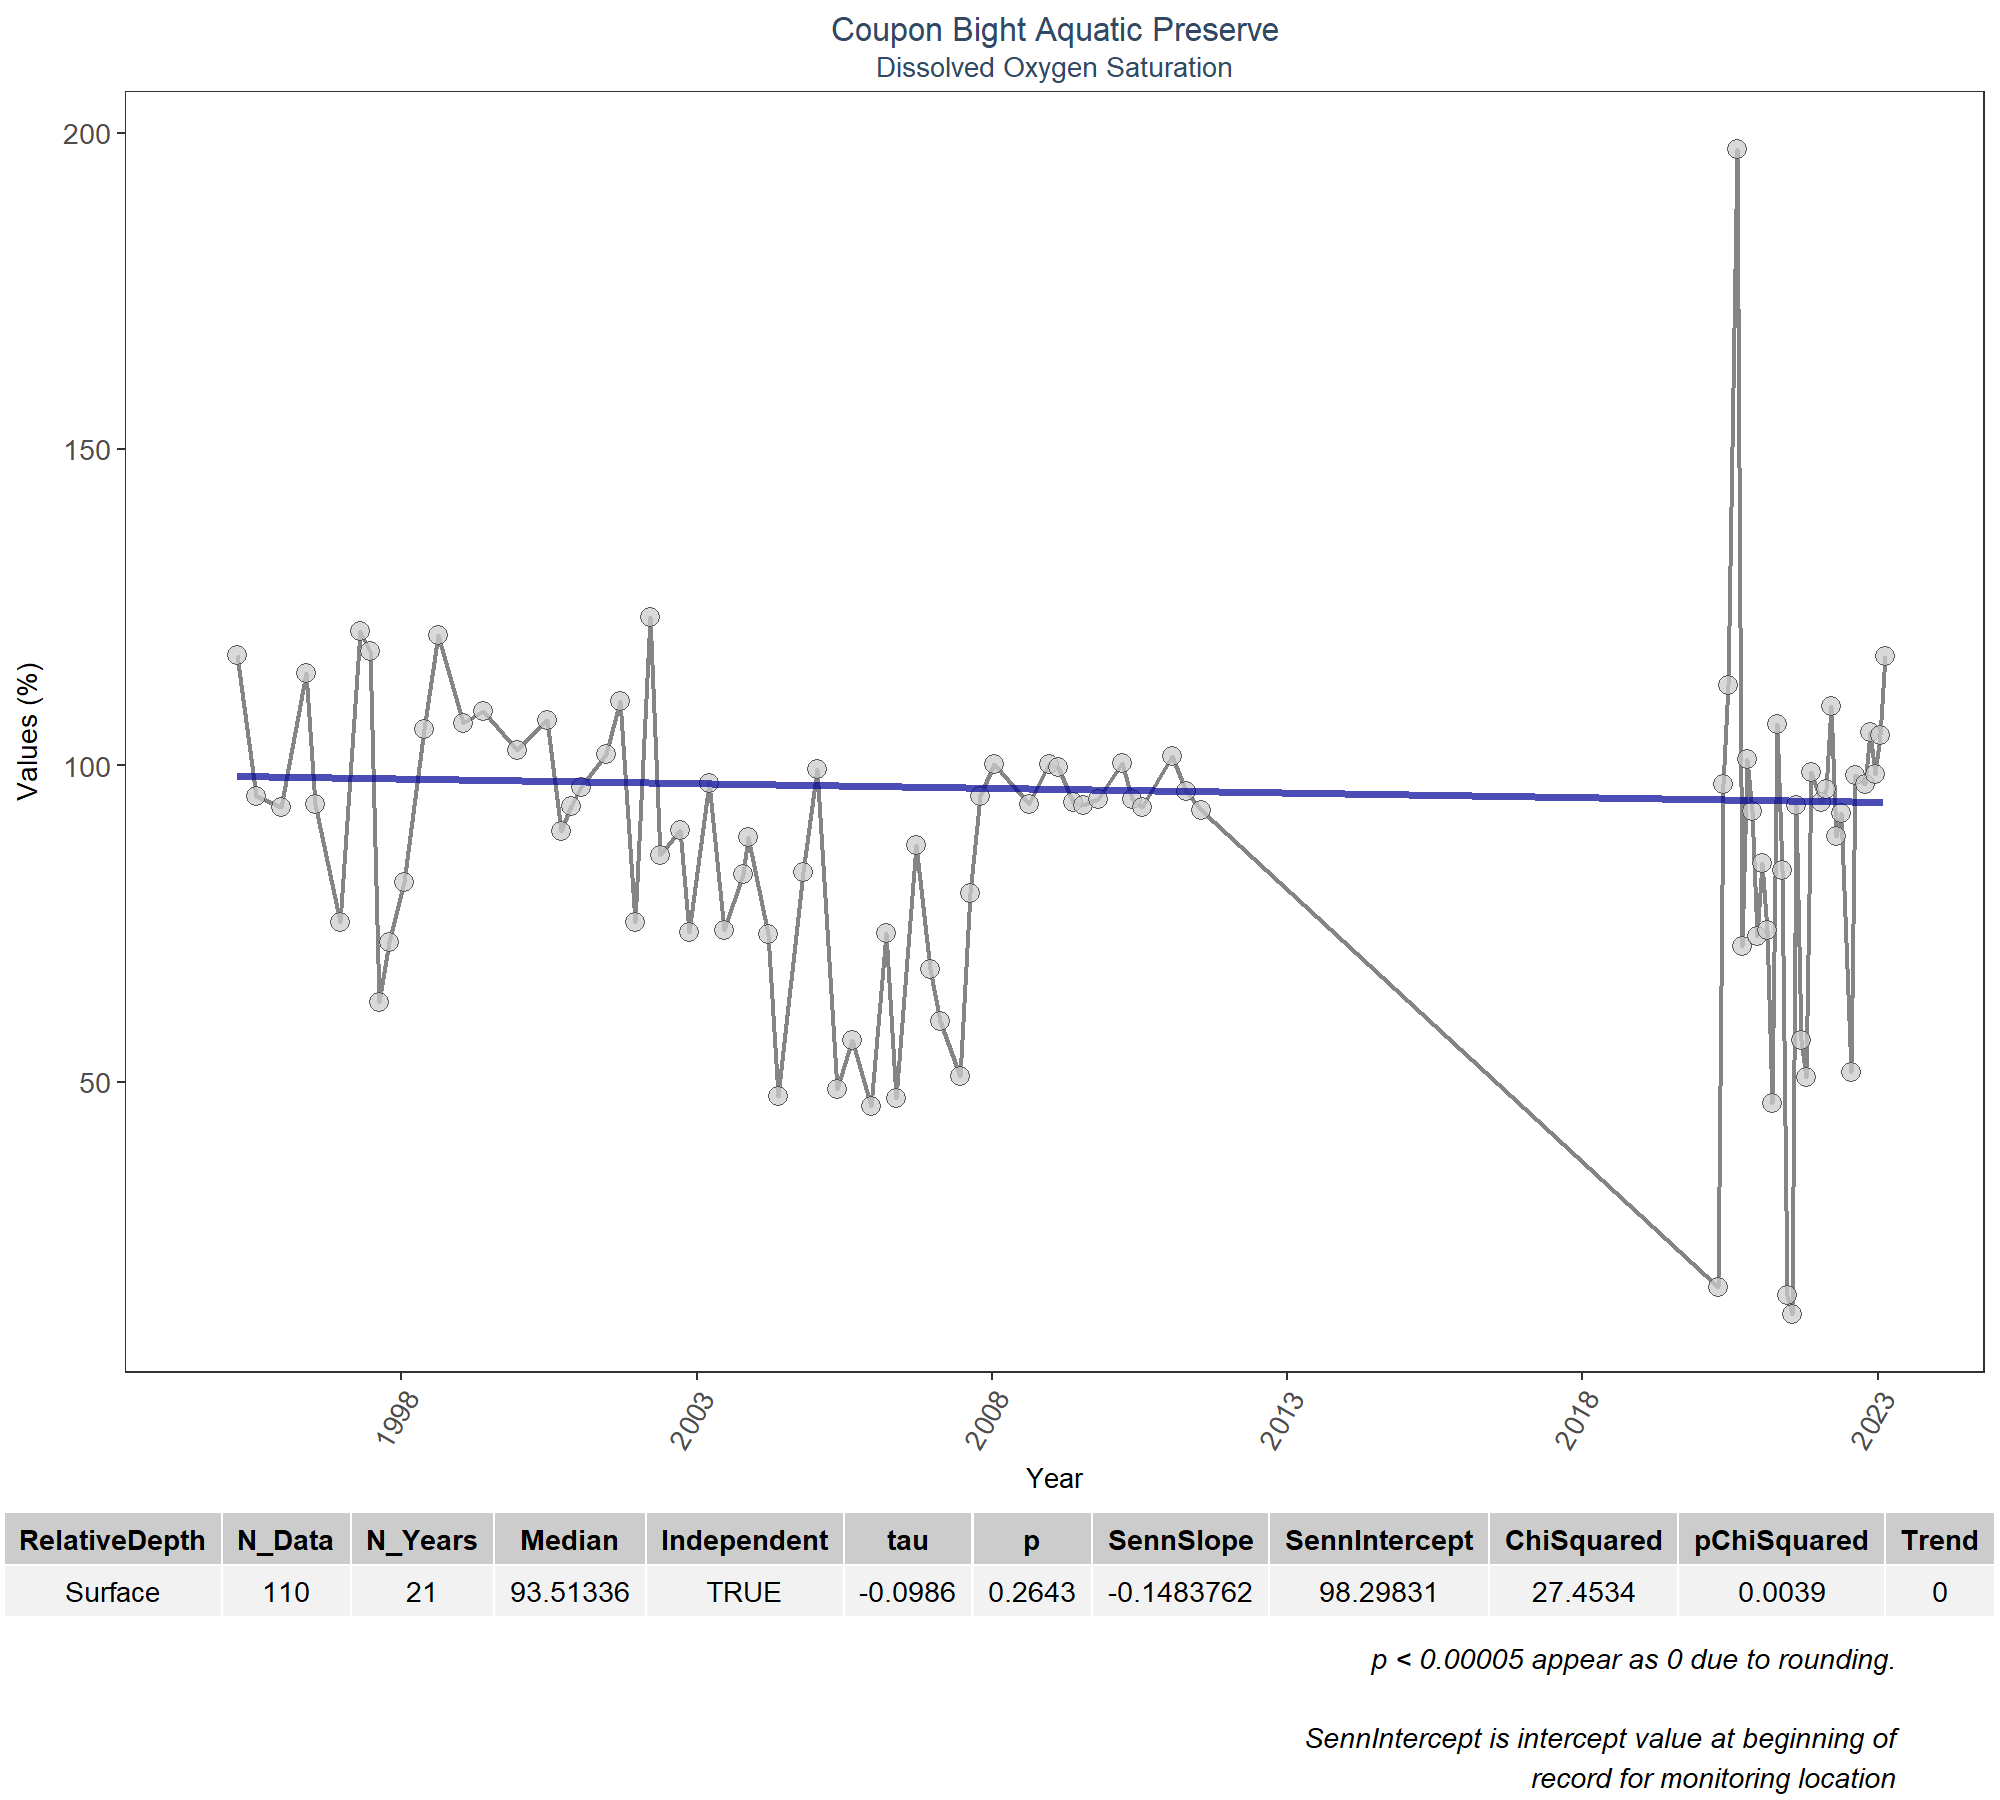 Coupon Bight Aquatic Preserve
Dissolved Oxygen Saturation
Values (%)
200
150
100
50
1998
2003
2008
2013
2018
2023
Year
RelativeDepth N_Data N_Years Median Independent tau p SennSlope SennIntercept ChiSquared pChiSquared Trend
Surface 110 21 93.51336 TRUE -0.0986 0.2643 -0.1483762 98.29831 27.4534 0.0039 0
p < 0.00005 appear as 0 due to rounding.
SennIntercept is intercept value at beginning of
record for monitoring location